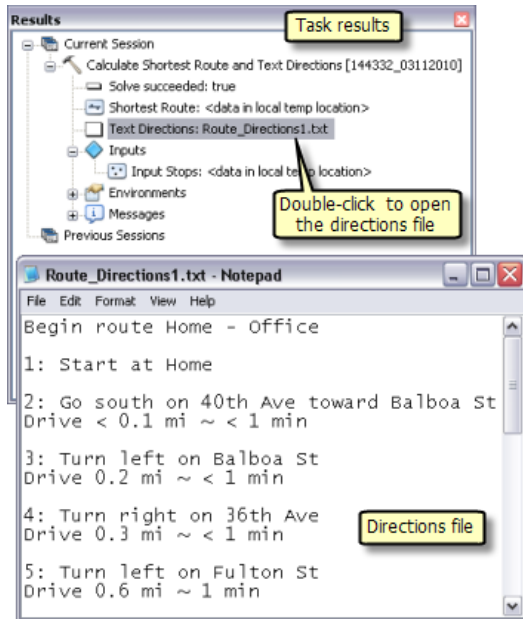 Results
Task results
Current Session
Calculate Shortest Route and Text Directions [144332_03112010]
Solve succeeded: true
Shortest Route: <data in local temp location>
Text Directions: Route_Directions1.txt
Inputs
Input Stops: <data in local temp location>
Environments
Messages
Previous Sessions
Double-click to open
the directions file
Route_Directions1.txt - Notepad
File Edit Format View Help
Begin route Home - Office
1: Start at Home
2: Go south on 40th Ave toward Balboa St
Drive < 0.1 mi ~ < 1 min
3: Turn left on Balboa St
Drive 0.2 mi ~ < 1 min
4: Turn right on 36th Ave
Drive 0.3 mi ~ < 1 min
Directions file
5: Turn left on Fulton St
Drive 0.6 mi ~ 1 min